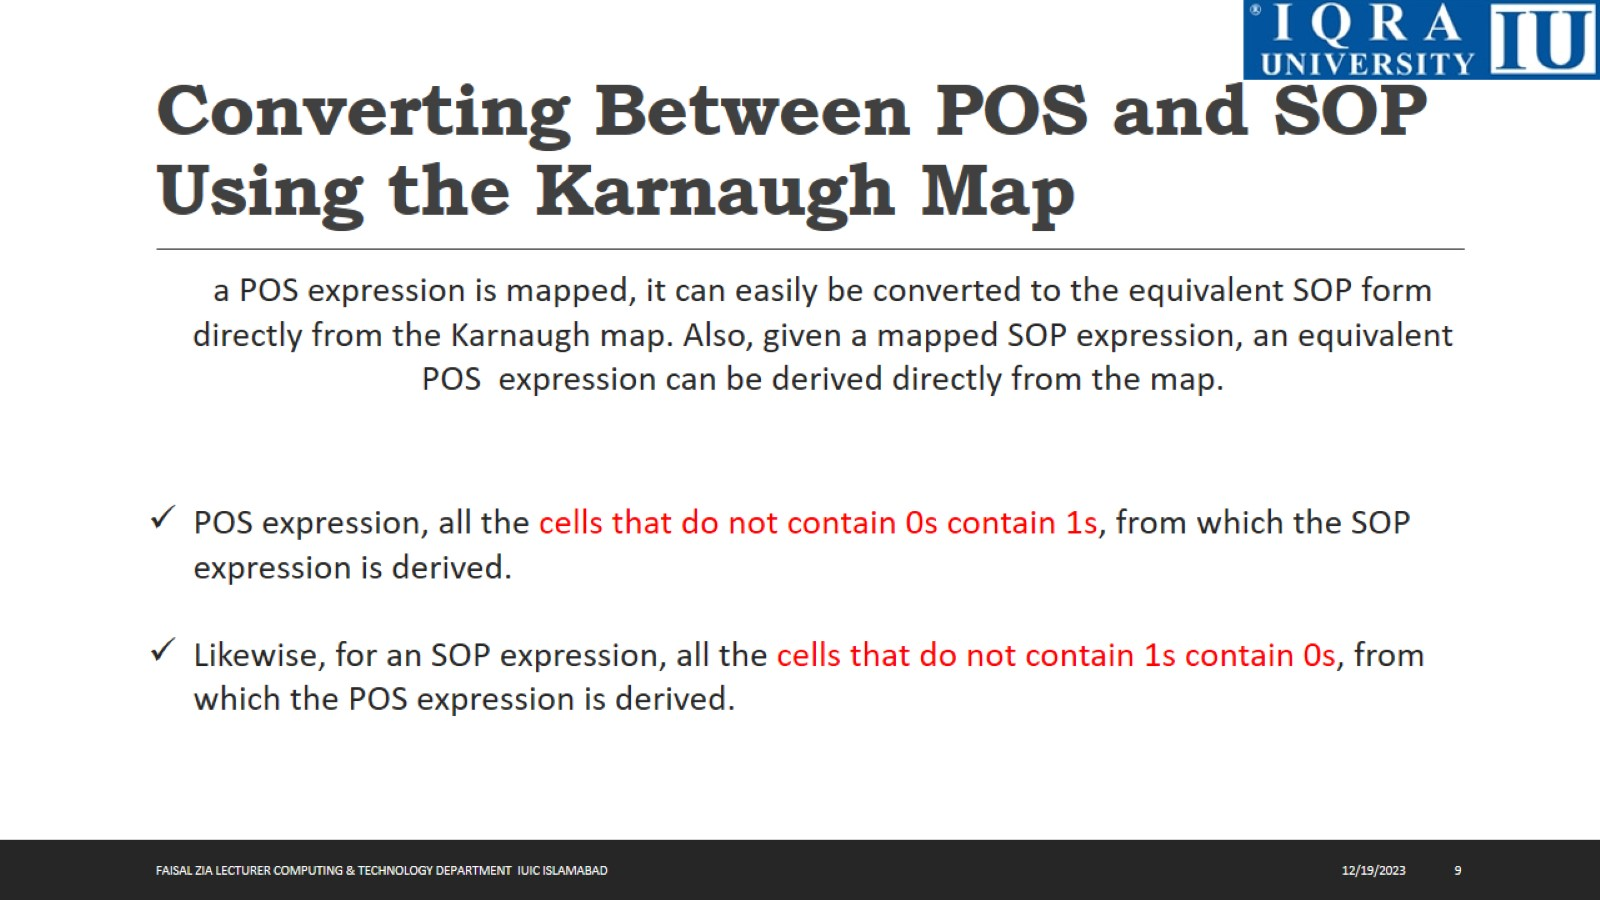 ® IQRA
UNIVERSITY IU
Converting Between POS and SOP
Using the Karnaugh Map
a POS expression is mapped, it can easily be converted to the equivalent SOP form
directly from the Karnaugh map. Also, given a mapped SOP expression, an equivalent
POS expression can be derived directly from the map.
✓ POS expression, all the cells that do not contain 0s contain 1s, from which the SOP
expression is derived.
✓ Likewise, for an SOP expression, all the cells that do not contain 1s contain 0s, from
which the POS expression is derived.
FAISAL ZIA LECTURER COMPUTING & TECHNOLOGY DEPARTMENT IUIC ISLAMABAD 12/19/2023 9